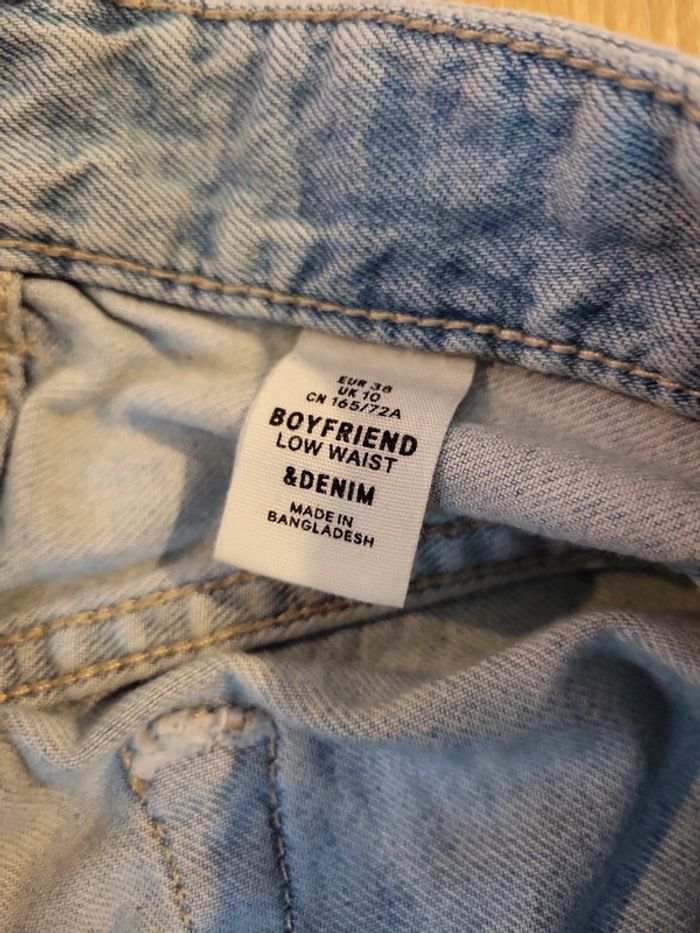 EUR 38
UK 10
CN 165/72A
BOYFRIEND
LOW WAIST
&DENIM
MADE IN
BANGLADESH